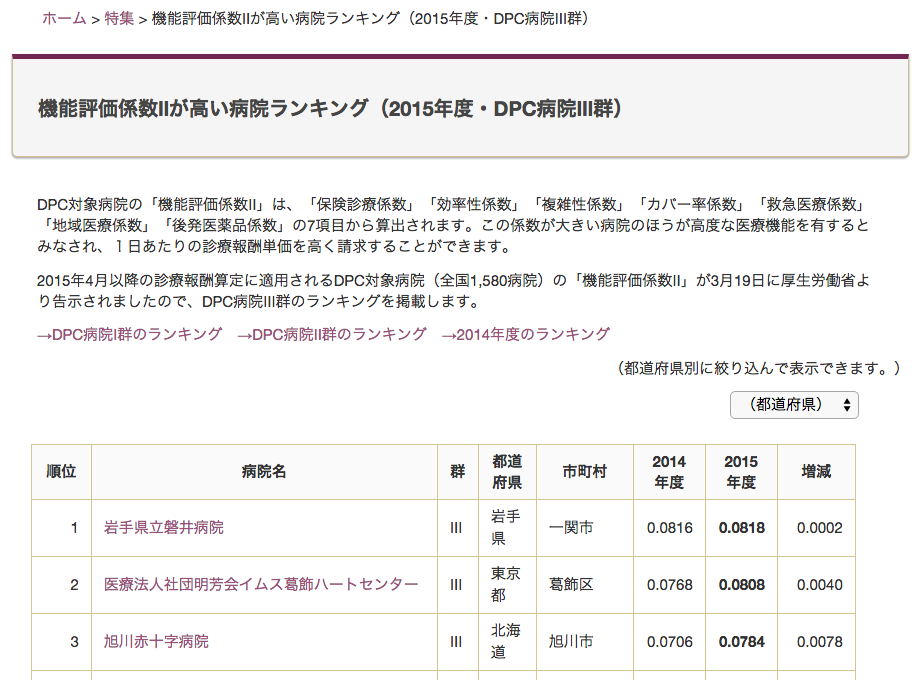 ホーム > 特集 > 機能評価係数IIが高い病院ランキング（2015年度・DPC病院III群）
機能評価係数IIが高い病院ランキング（2015年度・DPC病院III群）
DPC対象病院の「機能評価係数II」は、「保険診療係数」「効率性係数」「複雑性係数」「カバー率係数」「救急医療係数」
「地域医療係数」「後発医薬品係数」の7項目から算出されます。この係数が大きい病院のほうが高度な医療機能を有すると
みなされ、１日あたりの診療報酬単価を高く請求することができます。
2015年4月以降の診療報酬算定に適用されるDPC対象病院（全国1,580病院）の「機能評価係数II」が3月19日に厚生労働省よ
り告示されましたので、DPC病院III群のランキングを掲載します。
→DPC病院I群のランキング →DPC病院II群のランキング →2014年度のランキング
（都道府県別に絞り込んで表示できます。）
（都道府県）
順位 病院名 群 都道府県 市町村 2014年度 2015年度 増減
1 岩手県立磐井病院 III 岩手県 一関市 0.0816 0.0818 0.0002
2 医療法人社団明芳会イムス葛飾ハートセンター III 東京都 葛飾区 0.0768 0.0808 0.0040
3 旭川赤十字病院 III 北海道 旭川市 0.0706 0.0784 0.0078